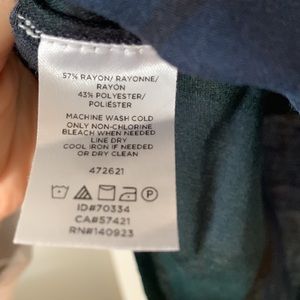 57% RAYON/ RAYONNE/
RAYÓN
43% POLYESTER/
POLIÉSTER
MACHINE WASH COLD
ONLY NON-CHLORINE
BLEACH WHEN NEEDED
LINE DRY
COOL IRON IF NEEDED
OR DRY CLEAN
472621
ID#70334
CA#57421
RN#140923